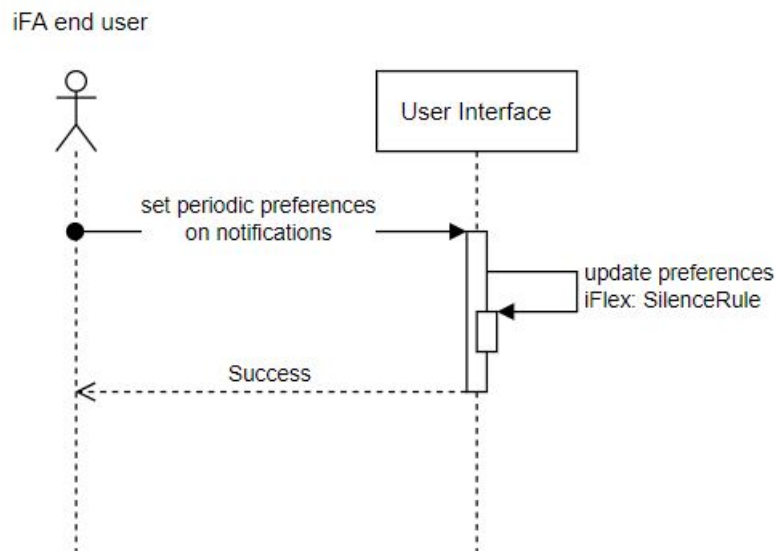 iFA end user
User Interface
set periodic preferences
on notifications
update preferences
iFlex: SilenceRule
Success